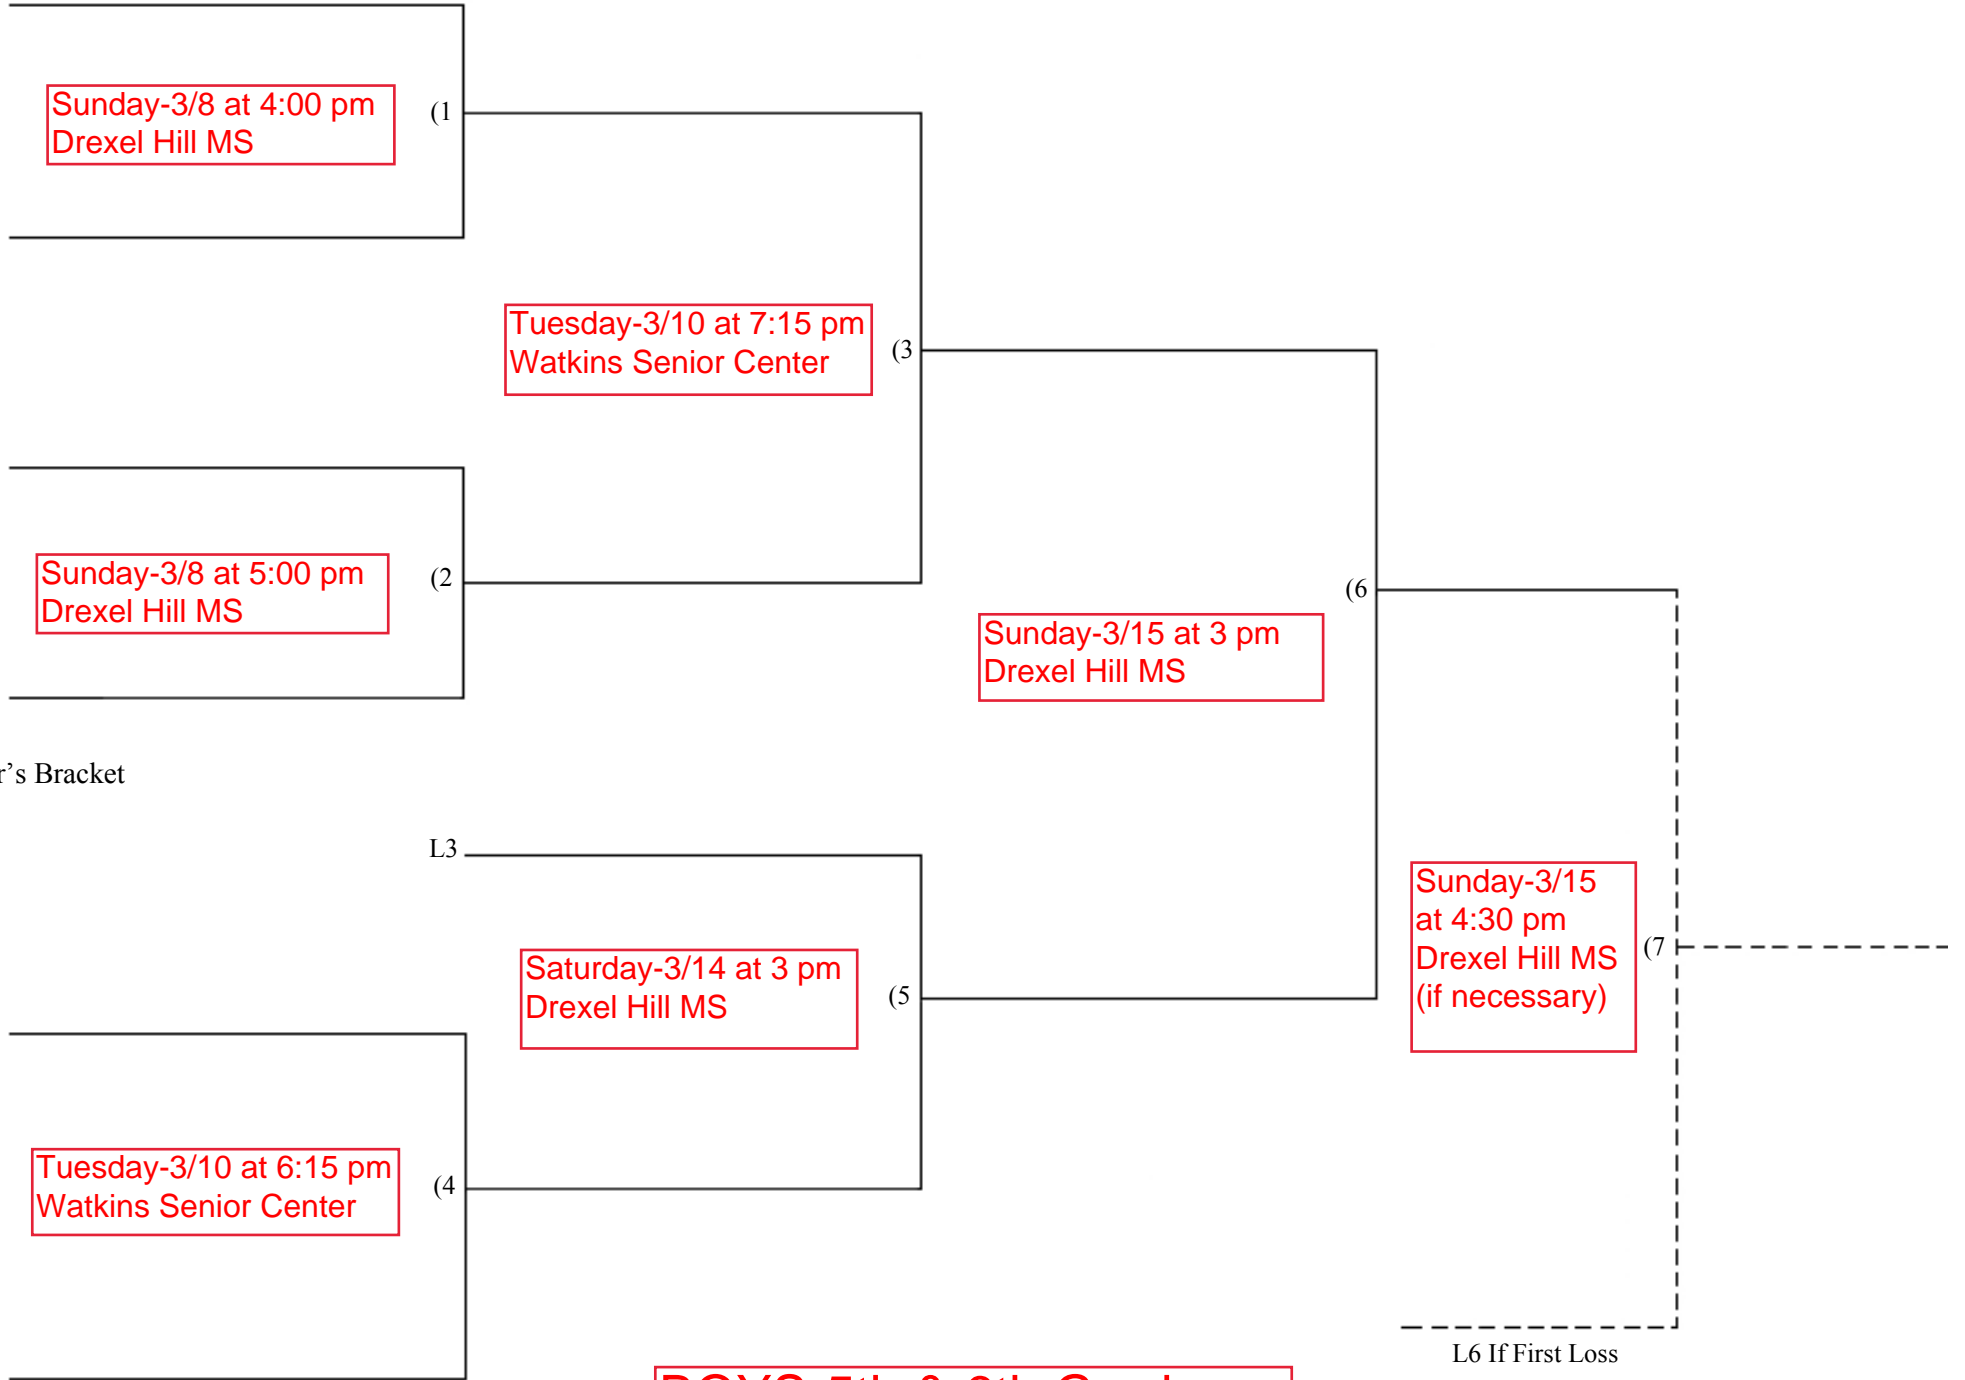 Sunday-3/8 at 4:00 pm
Drexel Hill MS
(1
Tuesday-3/10 at 7:15 pm
Watkins Senior Center
(3
Sunday-3/8 at 5:00 pm
Drexel Hill MS
(2
(6
Sunday-3/15 at 3 pm
Drexel Hill MS
r’s Bracket
L3
Sunday-3/15
at 4:30 pm
Drexel Hill MS
(if necessary)
(7
Saturday-3/14 at 3 pm
Drexel Hill MS
(5
Tuesday-3/10 at 6:15 pm
Watkins Senior Center
(4
L6 If First Loss
BOYS 5th &